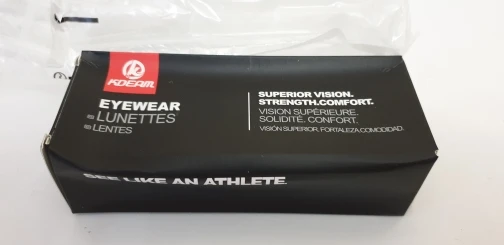 KDEAM
EYEWEAR
LUNETTES
LENTES
SUPERIOR VISION.
STRENGTH.COMFORT.
VISION SUPÉRIEURE.
SOLIDITÉ. CONFORT.
VISIÓN SUPERIOR. FORTALEZA.COMODIDAD.
SEE LIKE AN ATHLETE